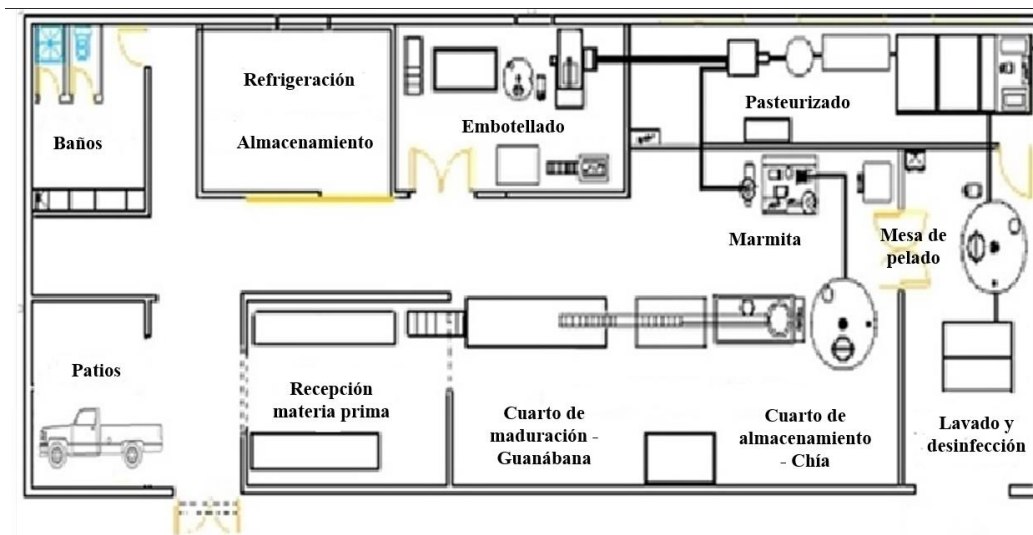 Refrigeración
Almacenamiento
Baños
Embotellado
Pasteurizado
Marmita
Mesa de
pelado
Patios
Recepción
materia prima
Cuarto de
maduración -
Guanábana
Cuarto de
almacenamiento
- Chía
Lavado y
desinfección